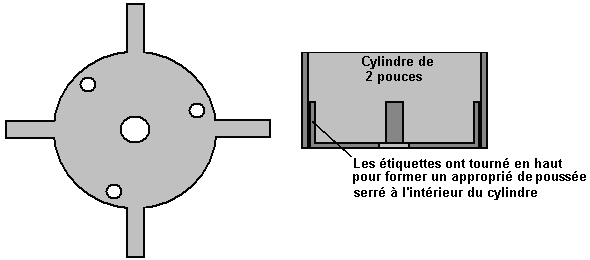 Cylindre de
2 pouces
Les étiquettes ont tourné en haut
pour former un approprié de poussée
serré à l'intérieur du cylindre